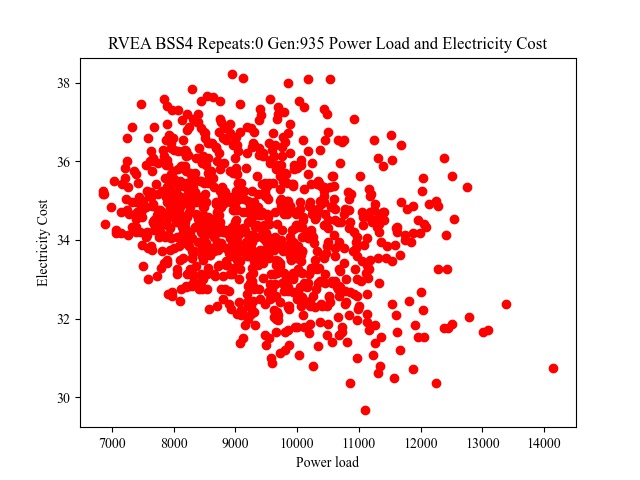 RVEA BSS4 Repeats:0 Gen:935 Power Load and Electricity Cost
38
36
34
32
30
Electricity Cost
7000 8000 9000 10000 11000 12000 13000 14000
Power load